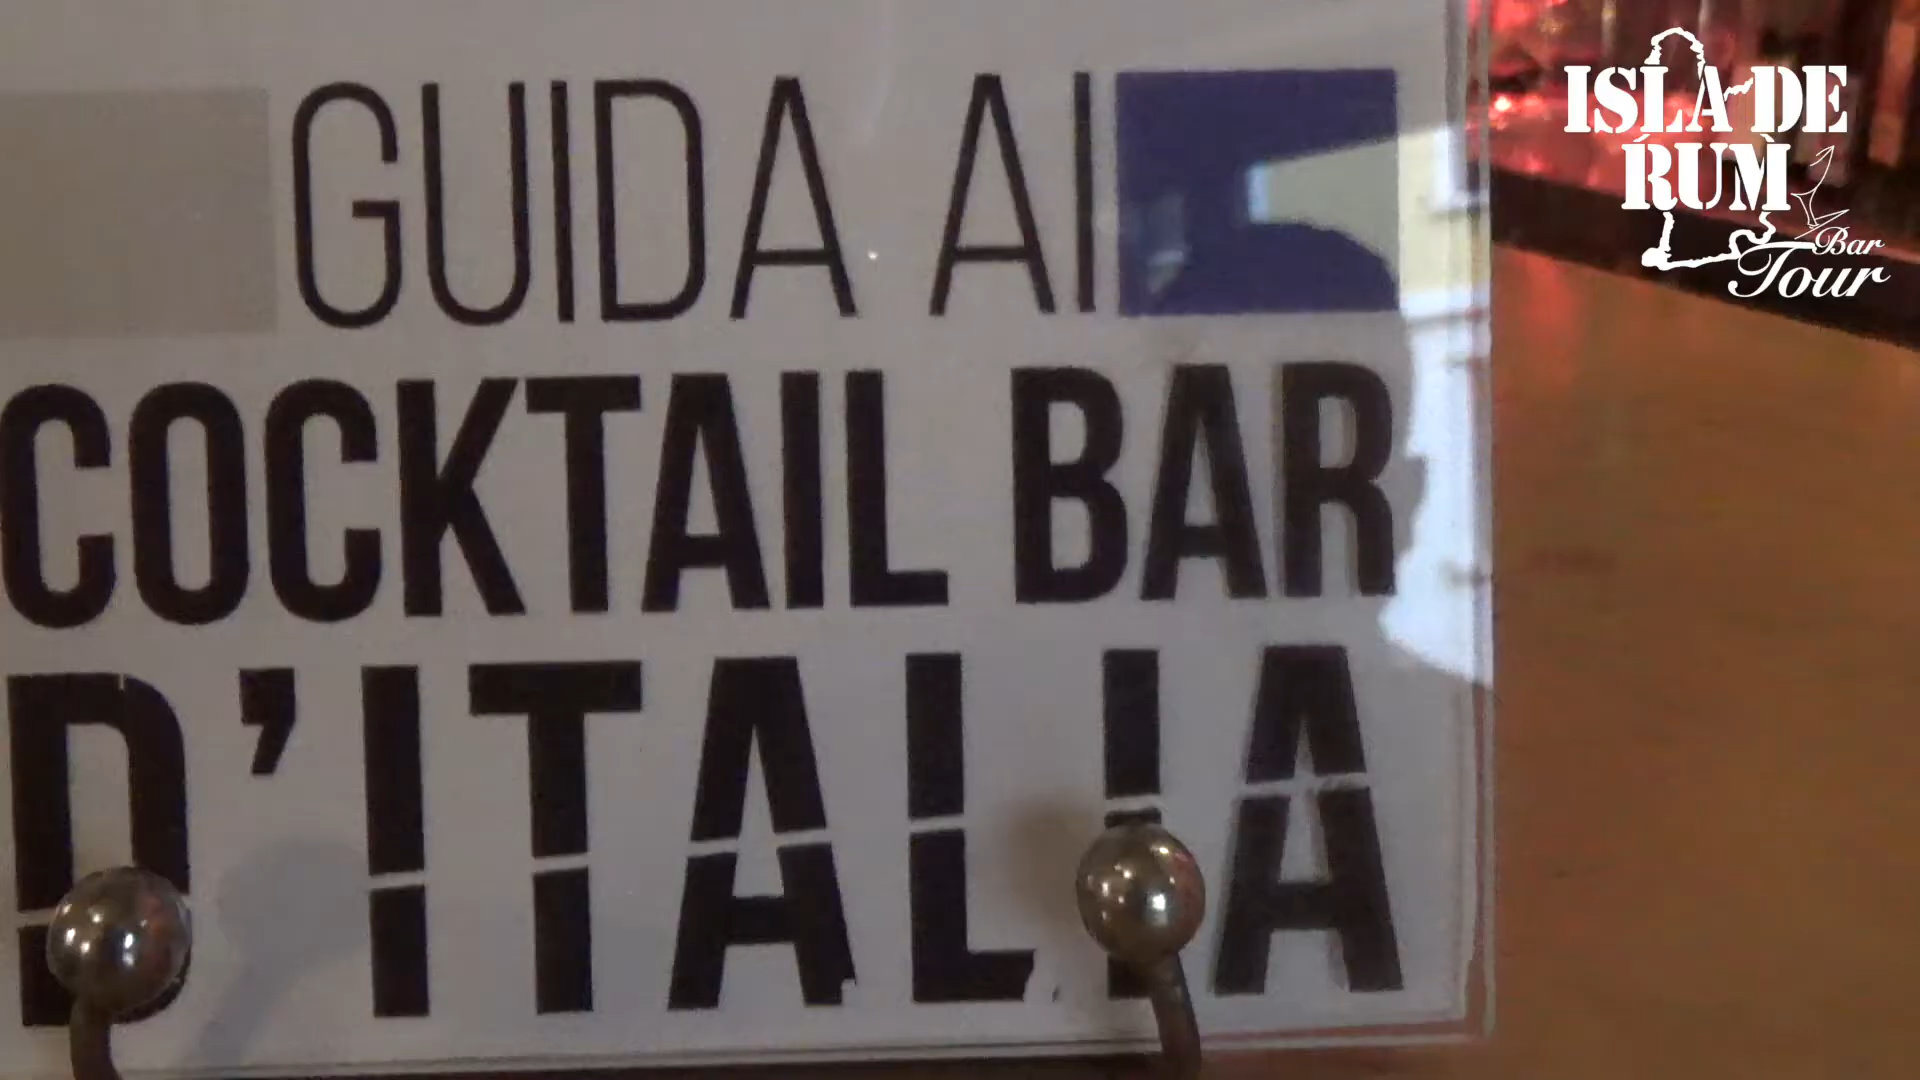 GUIDA AI
COCKTAIL BAR
D'ITALIA
ISLA DE
RUM
Bar
Tour